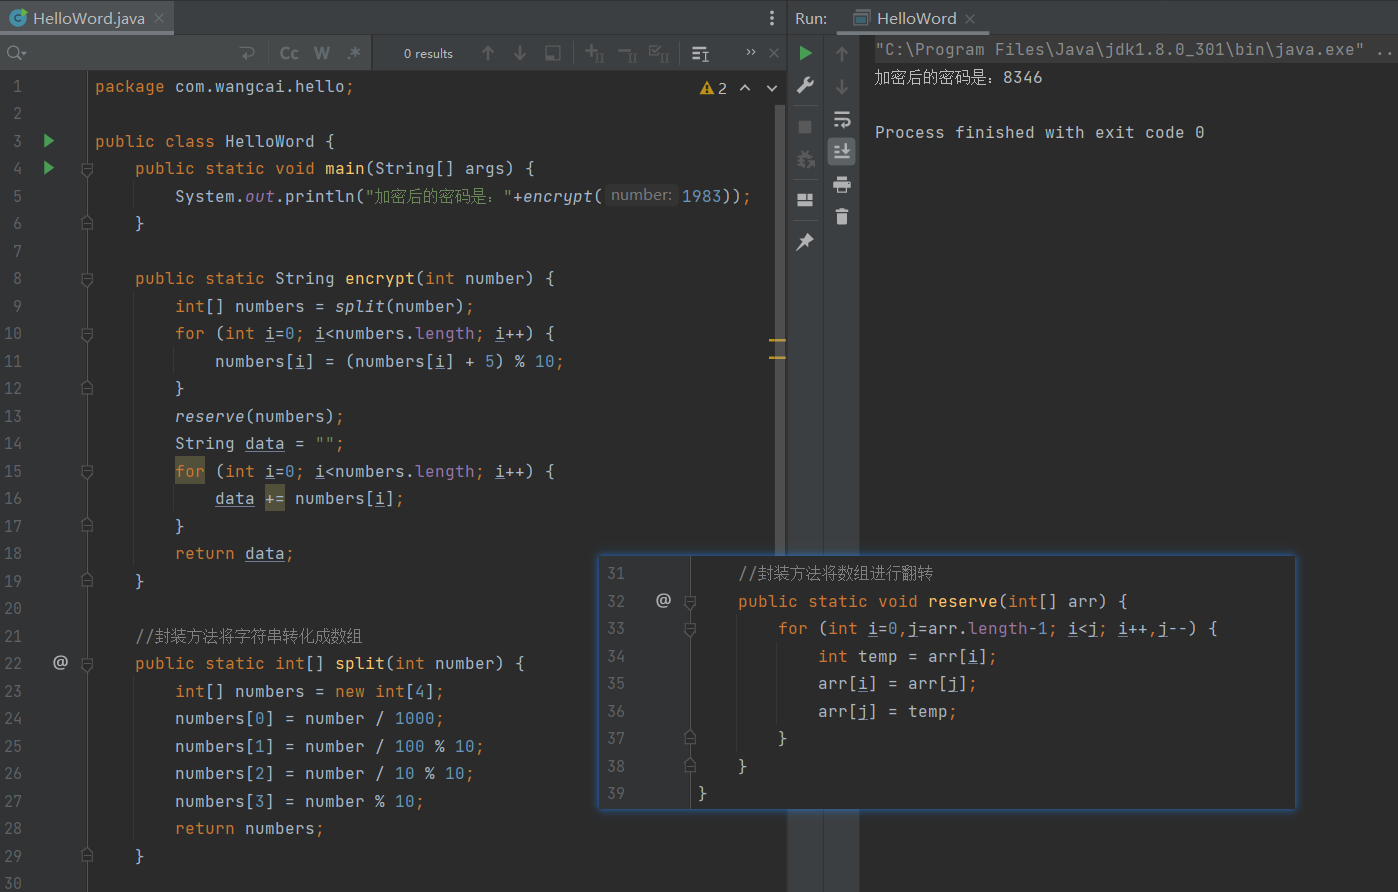 HelloWord.java
Cc W .* 0 results
1 package com.wangcai.hello; 2
2
3 public class HelloWord {
4 public static void main(String[] args) {
5 System.out.println("加密后的密码是："+encrypt( number: 1983));
6 }
7
8 public static String encrypt(int number) {
9 int[] numbers = split(number);
10 for (int i=0; i<numbers.length; i++) {
11 numbers[i] = (numbers[i] + 5) % 10;
12 }
13 reserve(numbers);
14 String data = "";
15 for (int i=0; i<numbers.length; i++) {
16 data += numbers[i];
17 }
18 return data;
19 }
20
21 //封装方法将字符串转化成数组
22 @ public static int[] split(int number) {
23 int[] numbers = new int[4];
24 numbers[0] = number / 1000;
25 numbers[1] = number / 100 % 10;
26 numbers[2] = number / 10 % 10;
27 numbers[3] = number % 10;
28 return numbers;
29 }
30
31 //封装方法将数组进行翻转
32 @ public static void reserve(int[] arr) {
33 for (int i=0,j=arr.length-1; i<j; i++,j--) {
34 int temp = arr[i];
35 arr[i] = arr[j];
36 arr[j] = temp;
37 }
38 }
39 }
Run: HelloWord
"C:\Program Files\Java\jdk1.8.0_301\bin\java.exe" ..
加密后的密码是：8346
Process finished with exit code 0